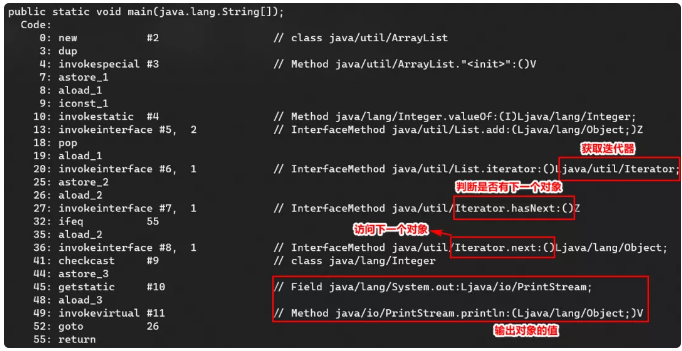 public static void main(java.lang.String[]);
Code:
0: new #2 // class java/util/ArrayList
3: dup
4: invokespecial #3 // Method java/util/ArrayList."<init>":()V
7: astore_1
8: aload_1
9: iconst_1
10: invokestatic #4 // Method java/lang/Integer.valueOf:(I)Ljava/lang/Integer;
13: invokeinterface #5, 2 // InterfaceMethod java/util/List.add:(Ljava/lang/Object;)Z
18: pop
获取迭代器
19: aload_1
20: invokeinterface #6, 1 // InterfaceMethod java/util/List.iterator:()Ljava/util/Iterator;
25: astore_2
判断是否有下一个对象
26: aload_2
27: invokeinterface #7, 1 // InterfaceMethod java/util/Iterator.hasNext:()Z
32: ifeq 55
访问下一个对象
35: aload_2
36: invokeinterface #8, 1 // InterfaceMethod java/util/Iterator.next:()Ljava/lang/Object;
41: checkcast #9 // class java/lang/Integer
44: astore_3
45: getstatic #10 // Field java/lang/System.out:Ljava/io/PrintStream;
48: aload_3
49: invokevirtual #11 // Method java/io/PrintStream.println:(Ljava/lang/Object;)V
52: goto 26
输出对象的值
55: return